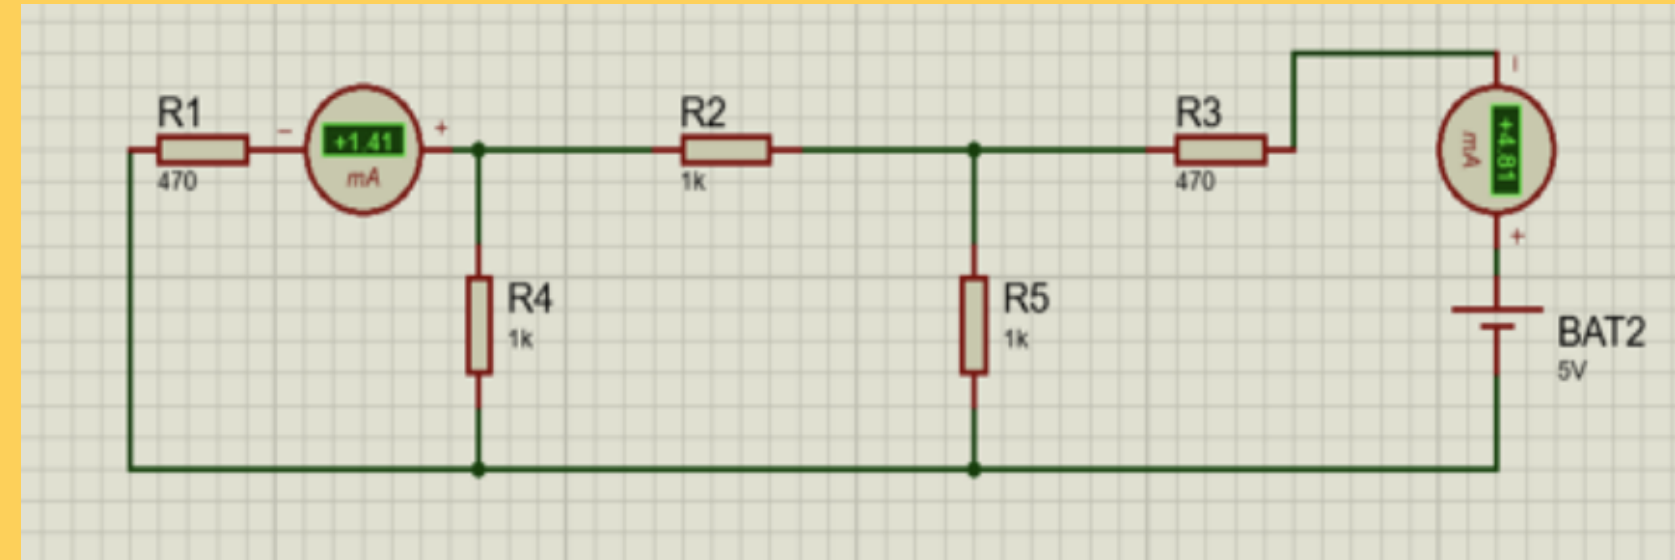 R1
470
−
+1.41
mA
+
R2
1k
R3
470
−
+4.81
mA
+
R4
1k
R5
1k
BAT2
5V